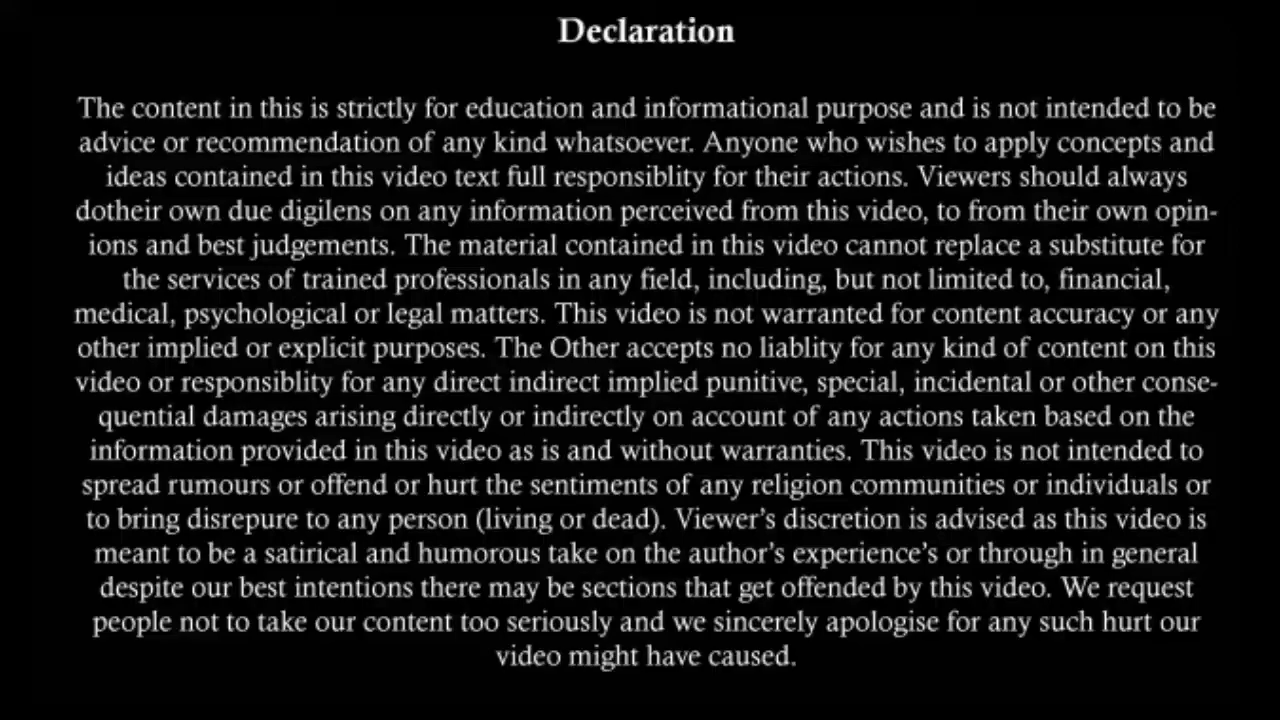 Declaration
The content in this is strictly for education and informational purpose and is not intended to be
advice or recommendation of any kind whatsoever. Anyone who wishes to apply concepts and
ideas contained in this video text full responsiblity for their actions. Viewers should always
dotheir own due digilens on any information perceived from this video, to from their own opin-
ions and best judgements. The material contained in this video cannot replace a substitute for
the services of trained professionals in any field, including, but not limited to, financial,
medical, psychological or legal matters. This video is not warranted for content accuracy or any
other implied or explicit purposes. The Other accepts no liablity for any kind of content on this
video or responsiblity for any direct indirect implied punitive, special, incidental or other conse-
quential damages arising directly or indirectly on account of any actions taken based on the
information provided in this video as is and without warranties. This video is not intended to
spread rumours or offend or hurt the sentiments of any religion communities or individuals or
to bring disrepure to any person (living or dead). Viewer's discretion is advised as this video is
meant to be a satirical and humorous take on the author's experience's or through in general
despite our best intentions there may be sections that get offended by this video. We request
people not to take our content too seriously and we sincerely apologise for any such hurt our
video might have caused.